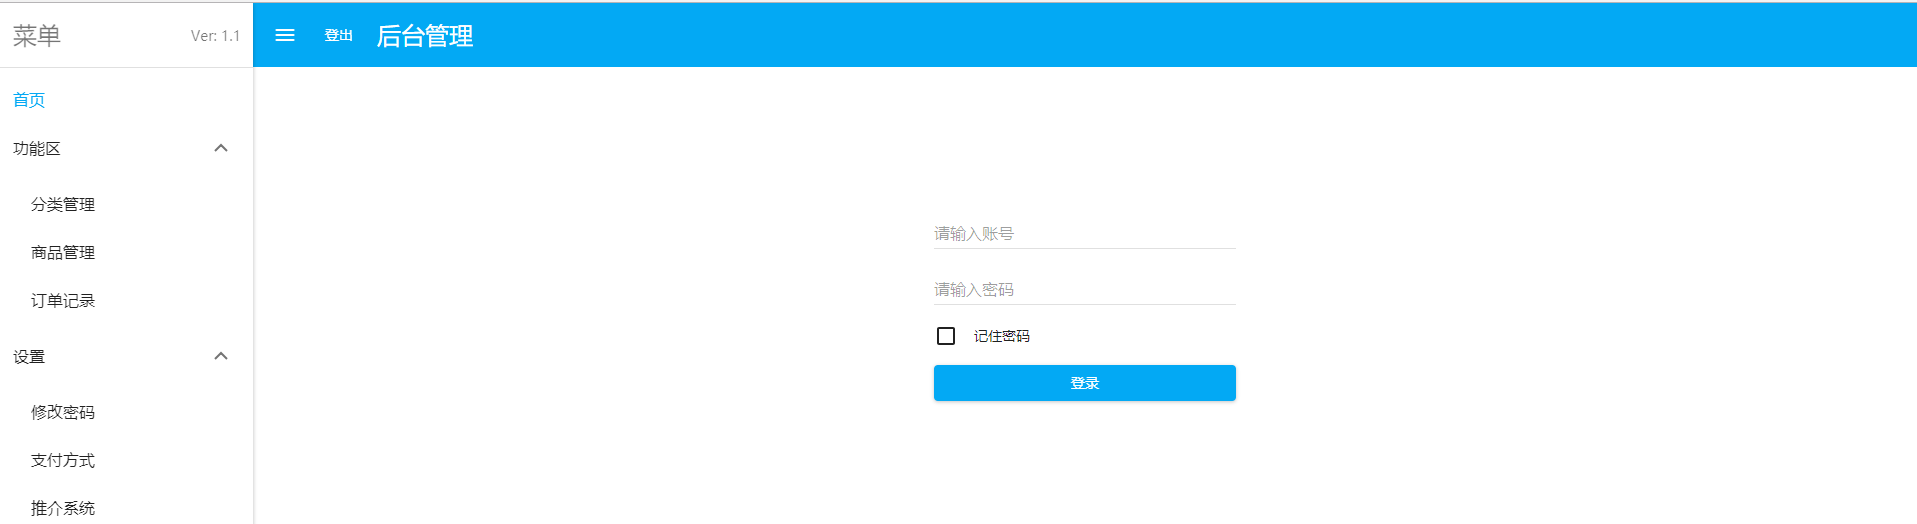 菜单
Ver: 1.1
登出
后台管理
首页
功能区
分类管理
商品管理
订单记录
设置
修改密码
支付方式
推介系统
请输入账号
请输入密码
记住密码
登录